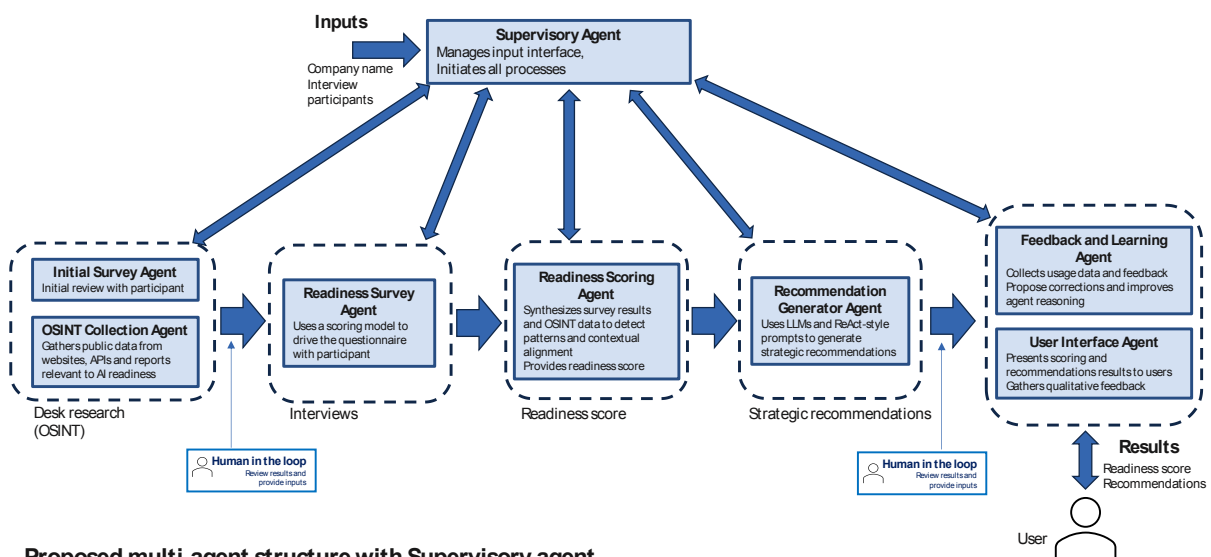 Inputs
Company name
Interview
participants
Supervisory Agent
Manages input interface,
Initiates all processes
Initial Survey Agent
Initial review with participant
OSINT Collection Agent
Gathers public data from
websites, APIs and reports
relevant to AI readiness
Desk research
(OSINT)
Human in the loop
Review results and
provide inputs
Readiness Survey
Agent
Uses a scoring model to
drive the questionnaire
with participant
Interviews
Readiness Scoring
Agent
Synthesizes survey results
and OSINT data to detect
patterns and contextual
alignment
Provides readiness score
Readiness score
Recommendation
Generator Agent
Uses LLMs and ReAct-style
prompts to generate
strategic recommendations
Strategic recommendations
Human in the loop
Review results and
provide inputs
Feedback and Learning
Agent
Collects usage data and feedback
Propose corrections and improves
agent reasoning
User Interface Agent
Presents scoring and
recommendations results to users
Gathers qualitative feedback
Results
Readiness score
Recommendations
User
Proposed multi-agent structure with Supervisory agent